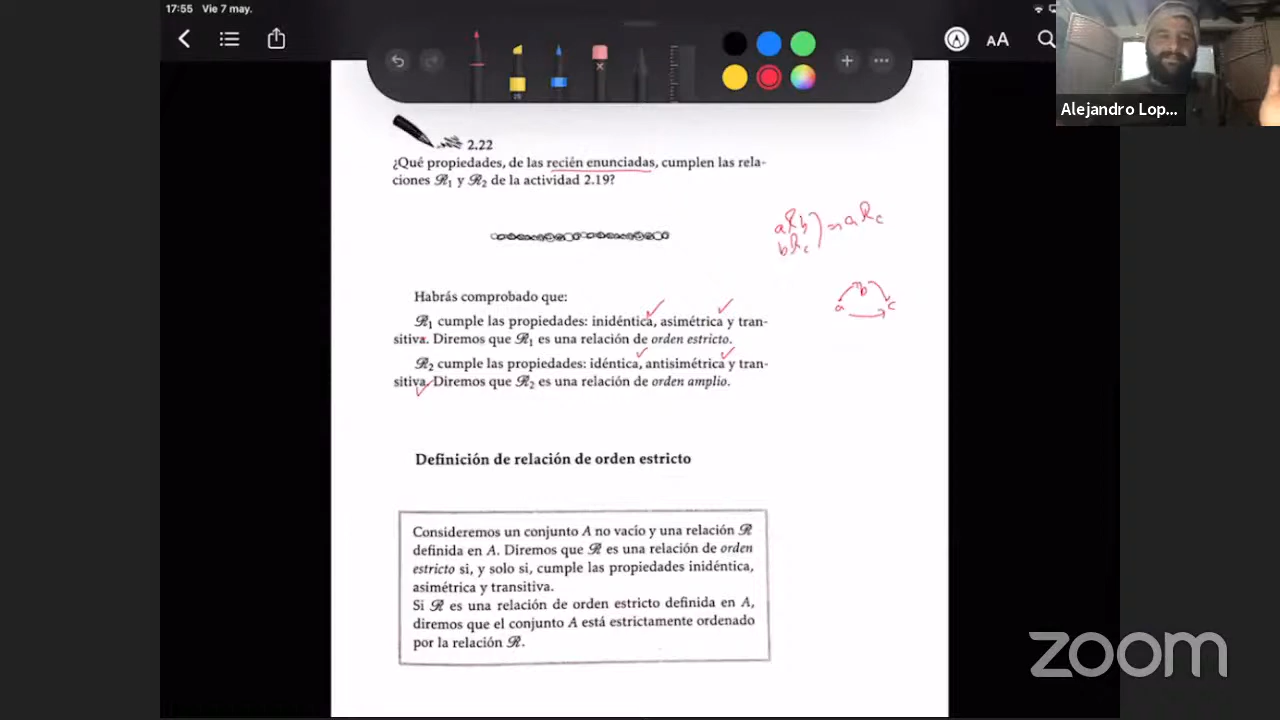 17:55 Vie 7 may.
AA
Alejandro Lop...
2.22
¿Qué propiedades, de las recién enunciadas, cumplen las rela-
ciones ℛ₁ y ℛ₂ de la actividad 2.19?
aRb
bRc
⇒ aRc
a b c
Habrás comprobado que:
ℛ₁ cumple las propiedades: inidéntica, asimétrica y tran-
sitiva. Diremos que ℛ₁ es una relación de orden estricto.
ℛ₂ cumple las propiedades: idéntica, antisimétrica y tran-
sitiva. Diremos que ℛ₂ es una relación de orden amplio.
Definición de relación de orden estricto
Consideremos un conjunto A no vacío y una relación ℛ
definida en A. Diremos que ℛ es una relación de orden
estricto si, y solo si, cumple las propiedades inidéntica,
asimétrica y transitiva.
Si ℛ es una relación de orden estricto definida en A,
diremos que el conjunto A está estrictamente ordenado
por la relación ℛ.
zoom